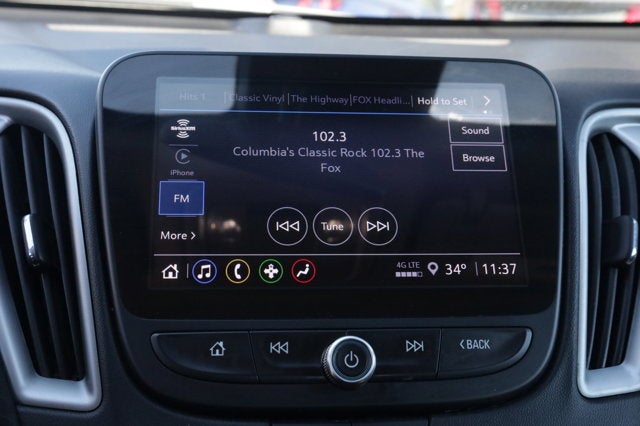 Hits 1 Classic Vinyl The Highway FOX Headli... Hold to Set >
SiriusXM
102.3
Columbia's Classic Rock 102.3 The
Fox
Sound
Browse
iPhone
FM
More >
Tune
4G LTE
34° 11:37
<BACK